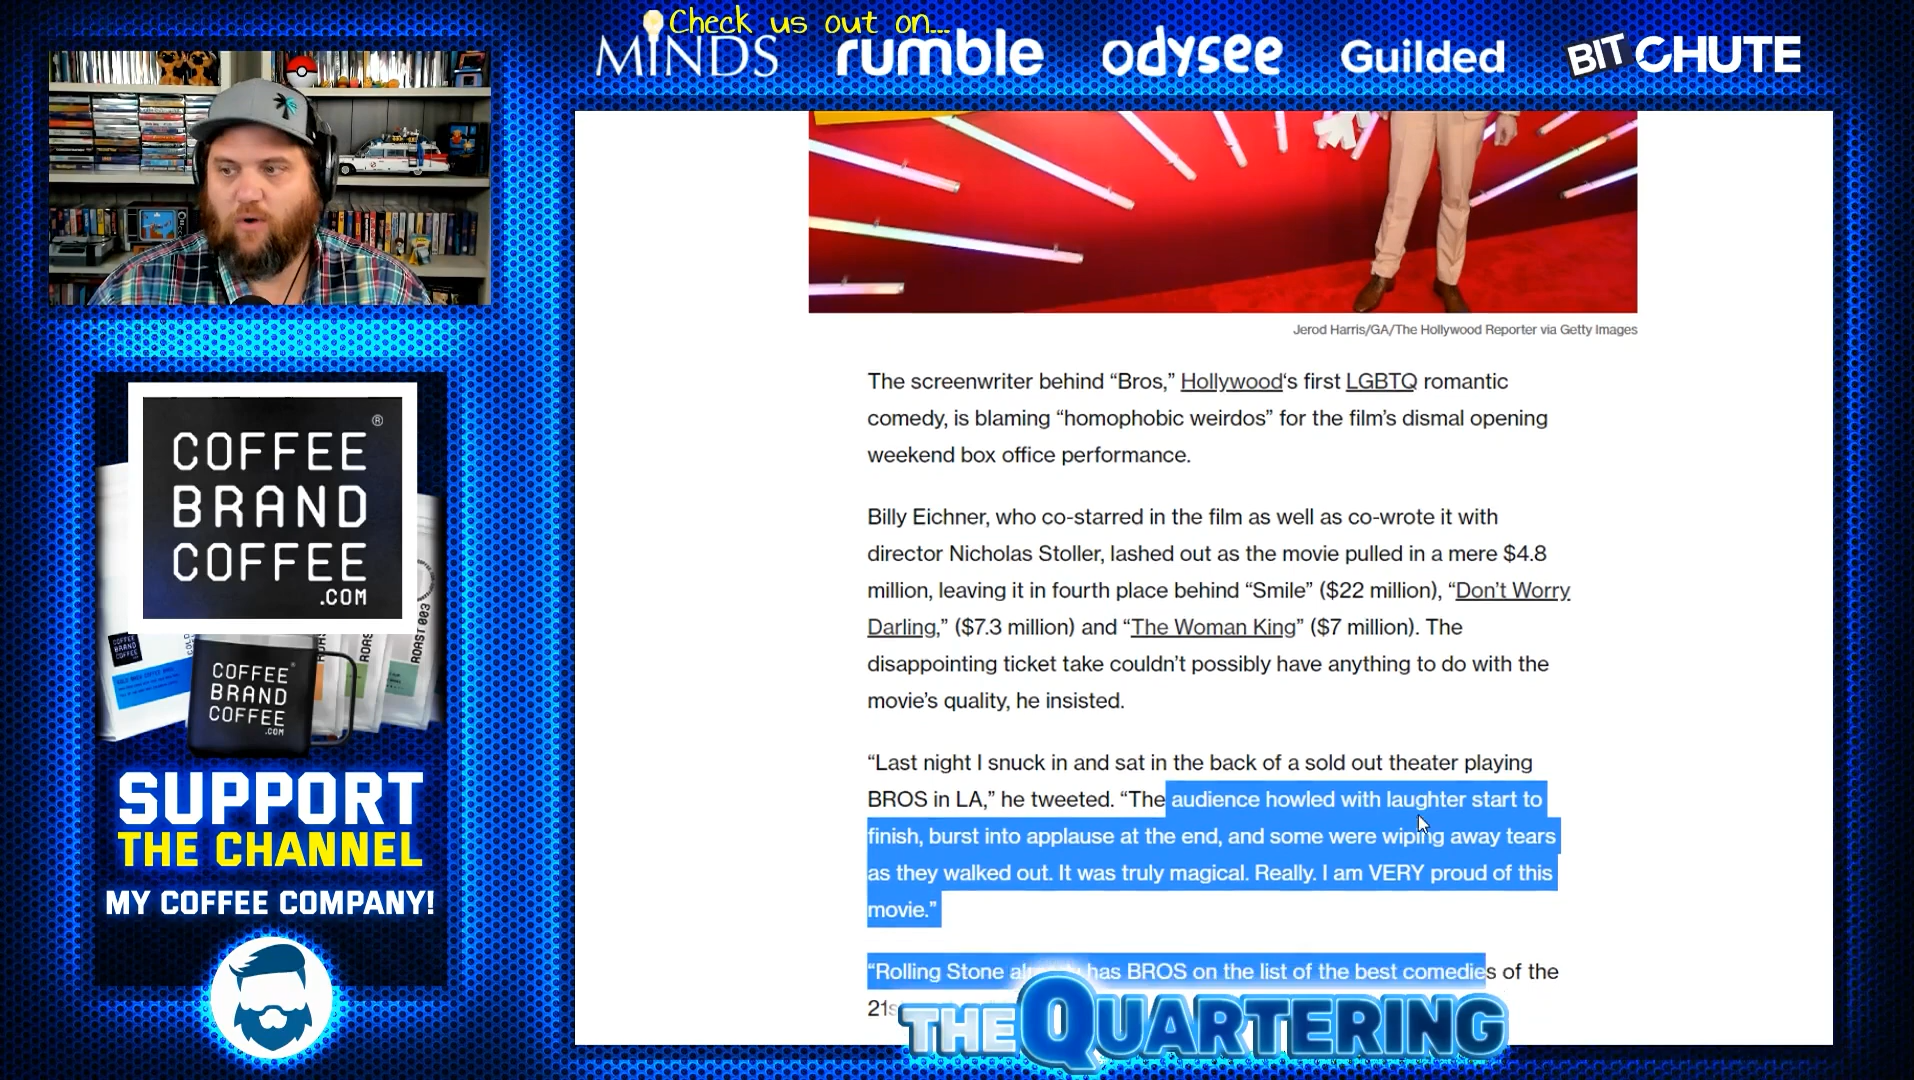 Check us out on...
MINDS rumble odysee Guilded BITCHUTE
Jerod Harris/GA/The Hollywood Reporter via Getty Images
The screenwriter behind “Bros,” Hollywood‘s first LGBTQ romantic
comedy, is blaming “homophobic weirdos” for the film’s dismal opening
weekend box office performance.
Billy Eichner, who co-starred in the film as well as co-wrote it with
director Nicholas Stoller, lashed out as the movie pulled in a mere $4.8
million, leaving it in fourth place behind “Smile” ($22 million), “Don’t Worry
Darling,” ($7.3 million) and “The Woman King” ($7 million). The
disappointing ticket take couldn’t possibly have anything to do with the
movie’s quality, he insisted.
“Last night I snuck in and sat in the back of a sold out theater playing
BROS in LA,” he tweeted. “The audience howled with laughter start to
finish, burst into applause at the end, and some were wiping away tears
as they walked out. It was truly magical. Really. I am VERY proud of this
movie.”
“Rolling Stone has BROS on the list of the best comedies of the
THE QUARTERING
COFFEE ®
BRAND
COFFEE
.COM
ROAST 003
COFFEE
BRAND
COFFEE
.COM
SUPPORT
THE CHANNEL
MY COFFEE COMPANY!